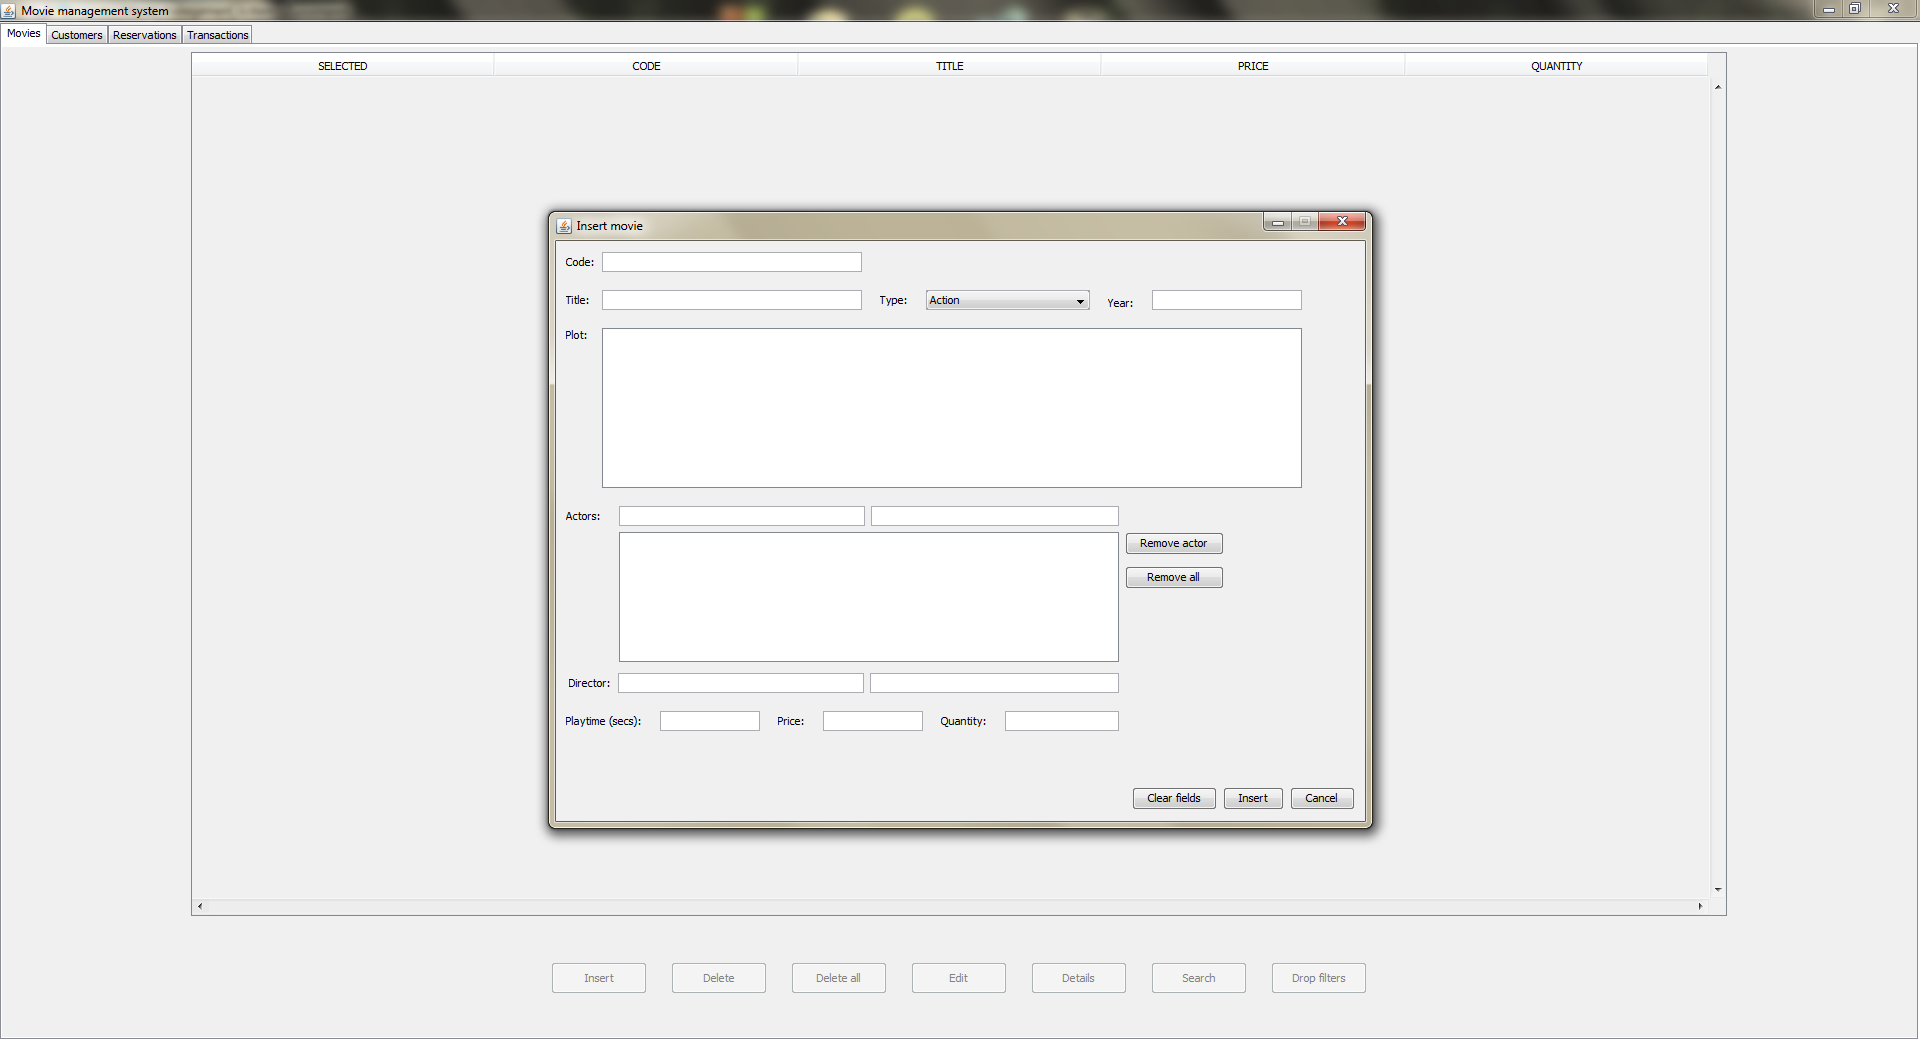 Movie management system
Movies Customers Reservations Transactions
SELECTED CODE TITLE PRICE QUANTITY
Insert movie
Code:
Title: Type: Action Year:
Plot:
Actors:
Remove actor
Remove all
Director:
Playtime (secs): Price: Quantity:
Clear fields Insert Cancel
Insert Delete Delete all Edit Details Search Drop filters